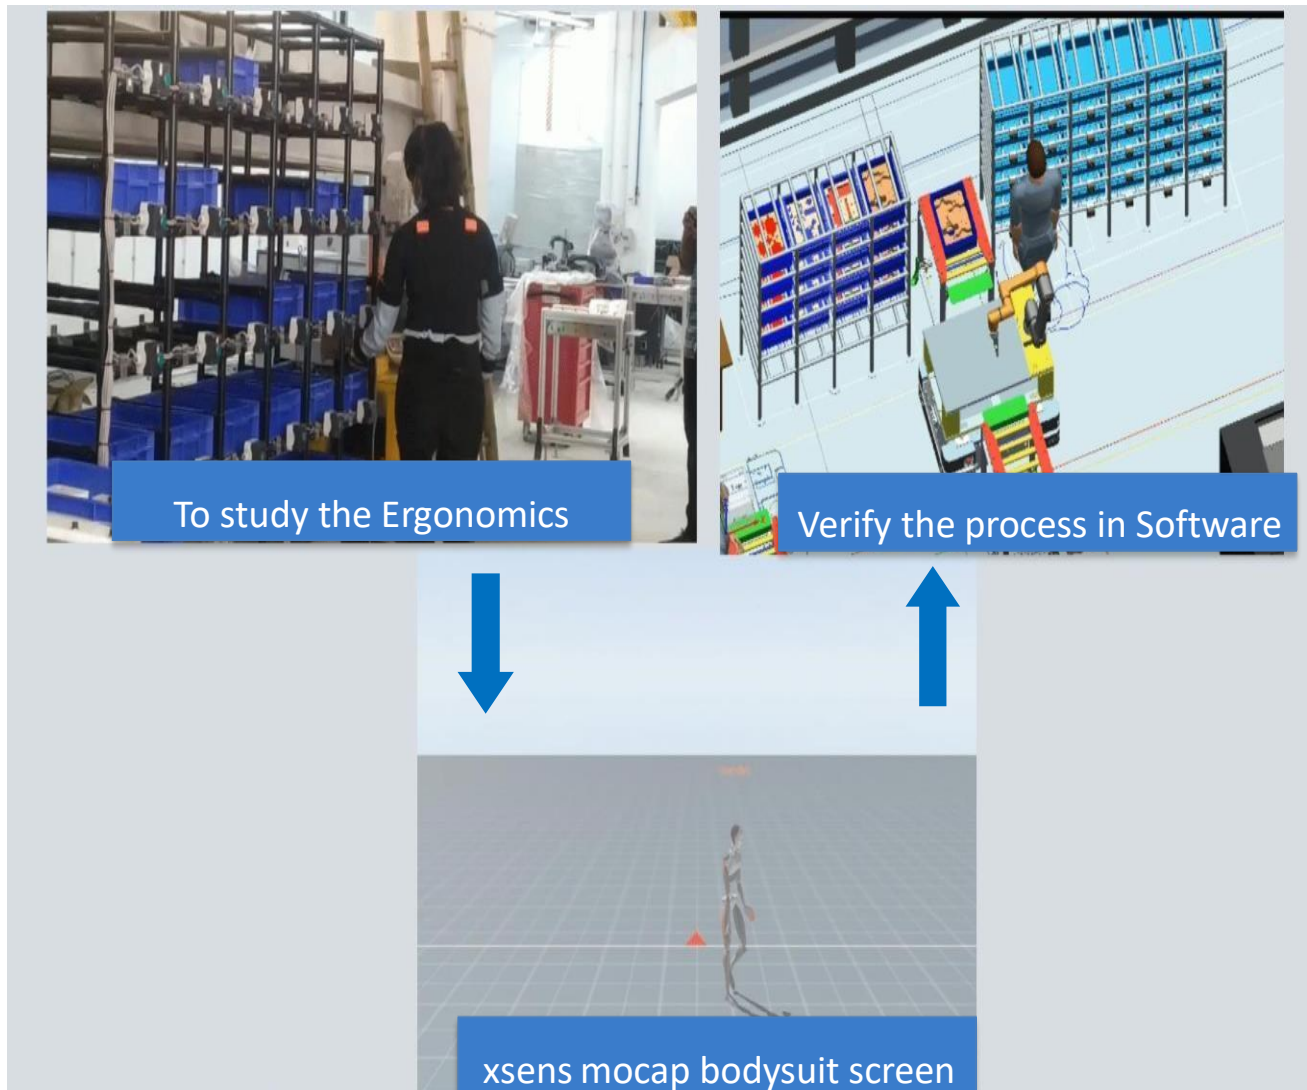 To study the Ergonomics
Verify the process in Software
xsens mocap bodysuit screen